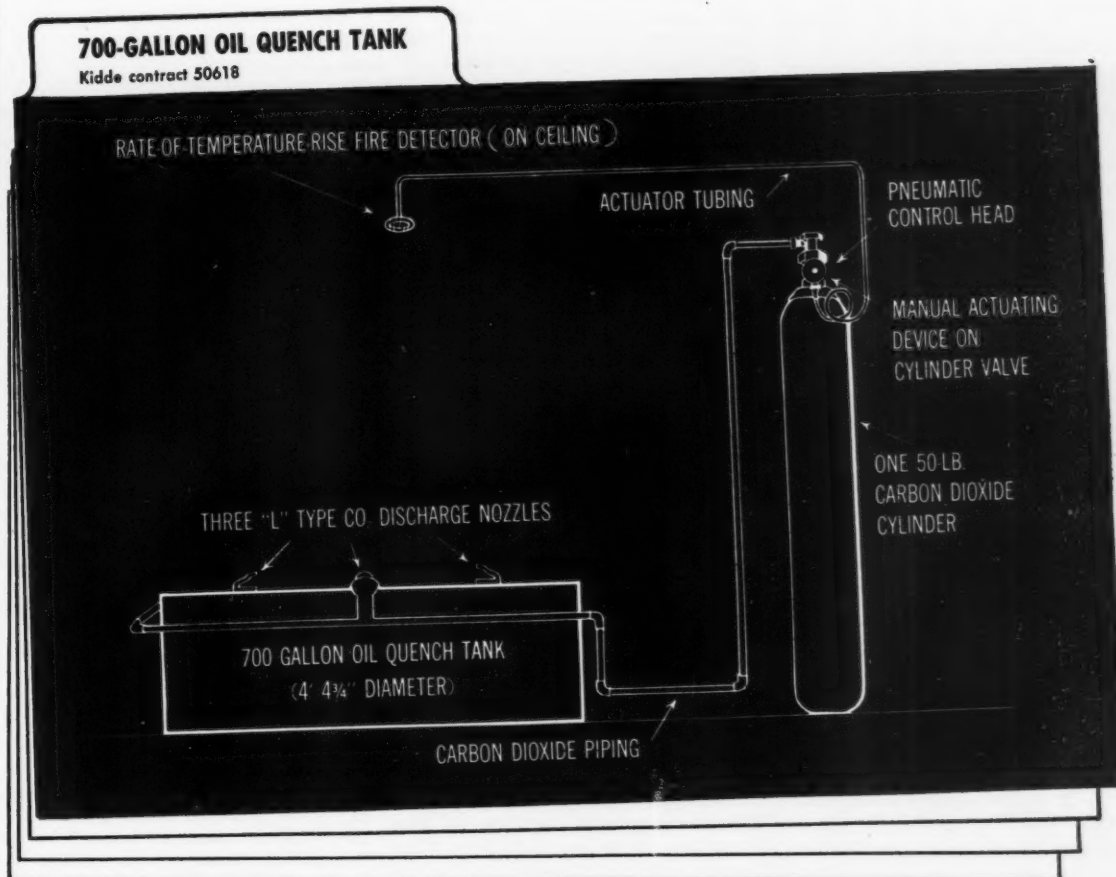 700-GALLON OIL QUENCH TANK
Kidde contract 50618
RATE-OF-TEMPERATURE-RISE FIRE DETECTOR ( ON CEILING )
ACTUATOR TUBING
PNEUMATIC
CONTROL HEAD
MANUAL ACTUATING
DEVICE ON
CYLINDER VALVE
ONE 50-LB.
CARBON DIOXIDE
CYLINDER
THREE "L" TYPE CO DISCHARGE NOZZLES
700 GALLON OIL QUENCH TANK
(4' 4¾" DIAMETER)
CARBON DIOXIDE PIPING